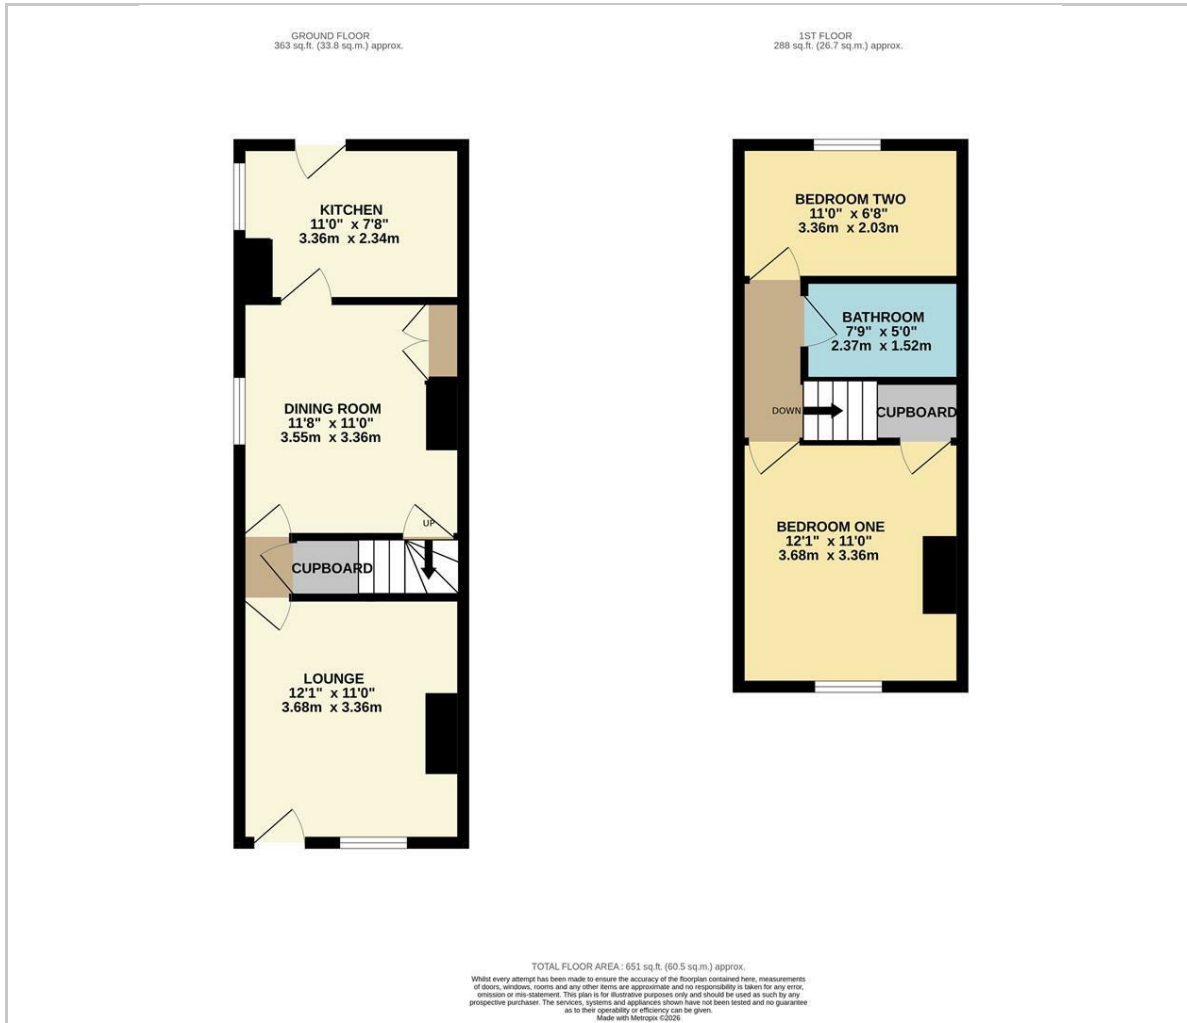 GROUND FLOOR
363 sq.ft. (33.8 sq.m.) approx.
KITCHEN
11'0" x 7'8"
3.36m x 2.34m
DINING ROOM
11'8" x 11'0"
3.55m x 3.36m
UP
CUPBOARD
LOUNGE
12'1" x 11'0"
3.68m x 3.36m
1ST FLOOR
288 sq.ft. (26.7 sq.m.) approx.
BEDROOM TWO
11'0" x 6'8"
3.36m x 2.03m
BATHROOM
7'9" x 5'0"
2.37m x 1.52m
DOWN
CUPBOARD
BEDROOM ONE
12'1" x 11'0"
3.68m x 3.36m
TOTAL FLOOR AREA : 651 sq.ft. (60.5 sq.m.) approx.
Whilst every attempt has been made to ensure the accuracy of the floorplan contained here, measurements
of doors, windows, rooms and any other items are approximate and no responsibility is taken for any error,
omission or mis-statement. This plan is for illustrative purposes only and should be used as such by any
prospective purchaser. The services, systems and appliances shown have not been tested and no guarantee
as to their operability or efficiency can be given.
Made with Metropix ©2026